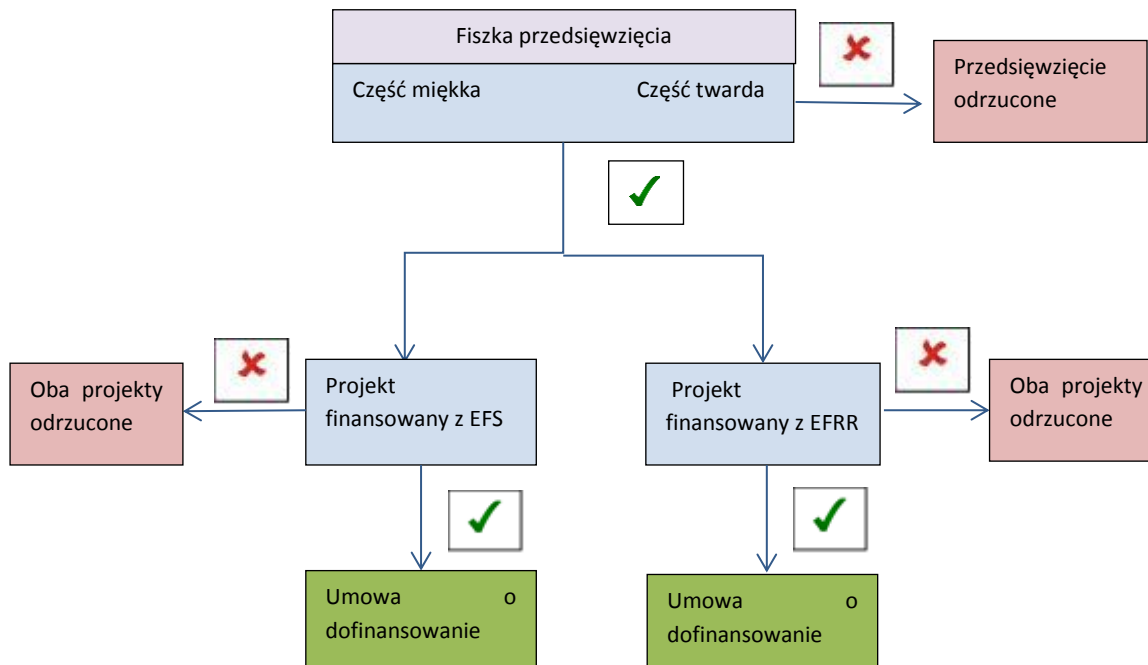 Fiszka przedsięwzięcia
Część miękka Część twarda
Przedsięwzięcie
odrzucone
Oba projekty
odrzucone
Projekt
finansowany z EFS
Projekt
finansowany z EFRR
Oba projekty
odrzucone
Umowa o
dofinansowanie
Umowa o
dofinansowanie